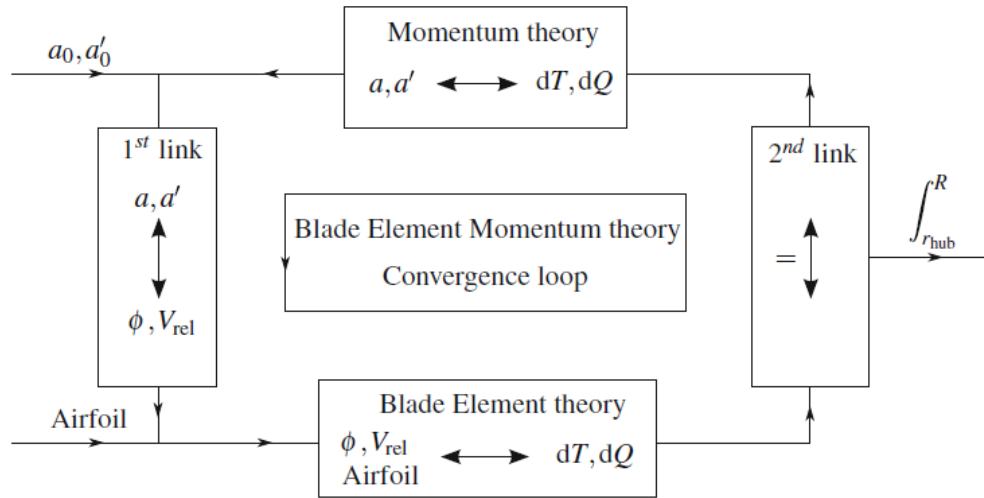 Momentum theory
a₀, a′₀
a, a′ dT, dQ
1ˢᵗ link
a, a′
ϕ, V_rel
2ⁿᵈ link
=
∫_{r_hub}^{R}
Blade Element Momentum theory
Convergence loop
Airfoil
Blade Element theory
ϕ, V_rel
Airfoil
dT, dQ